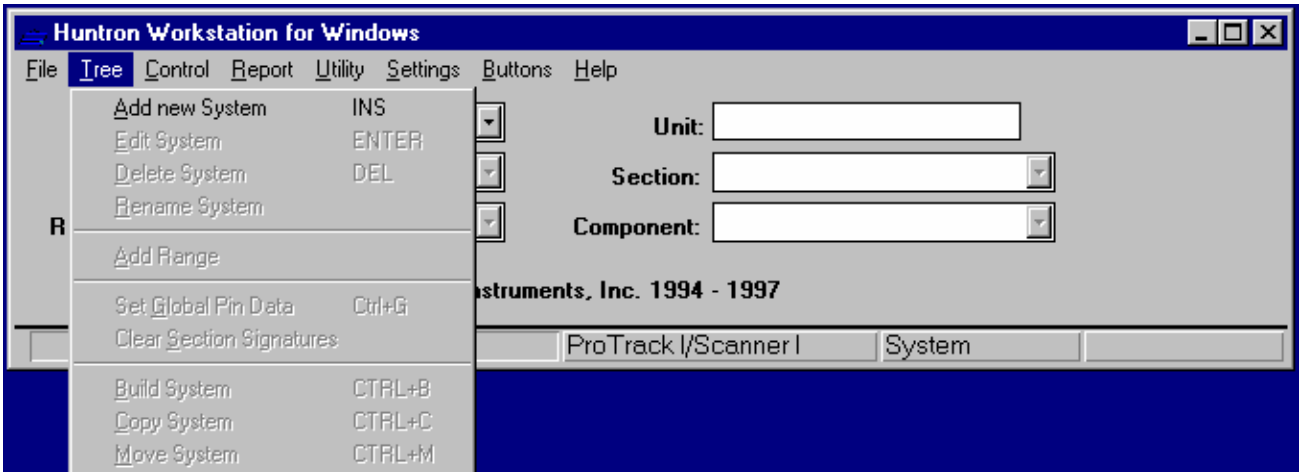 Huntron Workstation for Windows
File Tree Control Report Utility Settings Buttons Help
Add new System INS
Edit System ENTER
Delete System DEL
Rename System
Add Range
Set Global Pin Data Ctrl+G
Clear Section Signatures
Build System CTRL+B
Copy System CTRL+C
Move System CTRL+M
Unit:
Section:
R
Component:
nstruments, Inc. 1994 - 1997
ProTrack I/Scanner I System